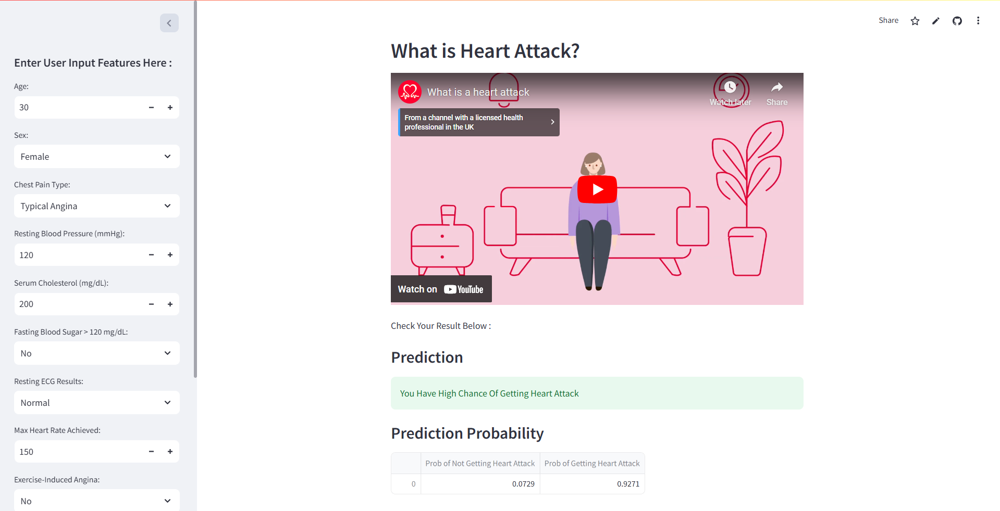 Share
Enter User Input Features Here :
Age:
30
Sex:
Female
Chest Pain Type:
Typical Angina
Resting Blood Pressure (mmHg):
120
Serum Cholesterol (mg/dL):
200
Fasting Blood Sugar > 120 mg/dL:
No
Resting ECG Results:
Normal
Max Heart Rate Achieved:
150
Exercise-Induced Angina:
No
What is Heart Attack?
What is a heart attack
Watch later
Share
From a channel with a licensed health
professional in the UK
Watch on YouTube
Check Your Result Below :
Prediction
You Have High Chance Of Getting Heart Attack
Prediction Probability
Prob of Not Getting Heart Attack Prob of Getting Heart Attack
0 0.0729 0.9271